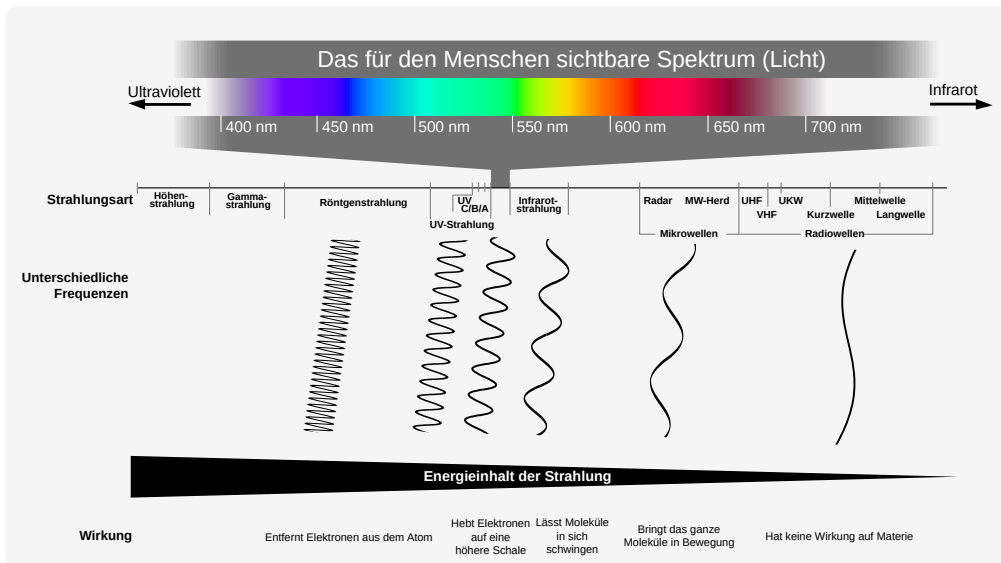 Das für den Menschen sichtbare Spektrum (Licht)
Ultraviolett
Infrarot
400 nm 450 nm 500 nm 550 nm 600 nm 650 nm 700 nm
Strahlungsart
Höhen-
strahlung
Gamma-
strahlung
Röntgenstrahlung
UV
C/B/A
UV-Strahlung
Infrarot-
strahlung
Radar MW-Herd
Mikrowellen
UHF UKW Mittelwelle
VHF Kurzwelle Langwelle
Radiowellen
Unterschiedliche
Frequenzen
Energieinhalt der Strahlung
Wirkung
Entfernt Elektronen aus dem Atom
Hebt Elektronen
auf eine
höhere Schale
Lässt Moleküle
in sich
schwingen
Bringt das ganze
Moleküle in Bewegung
Hat keine Wirkung auf Materie